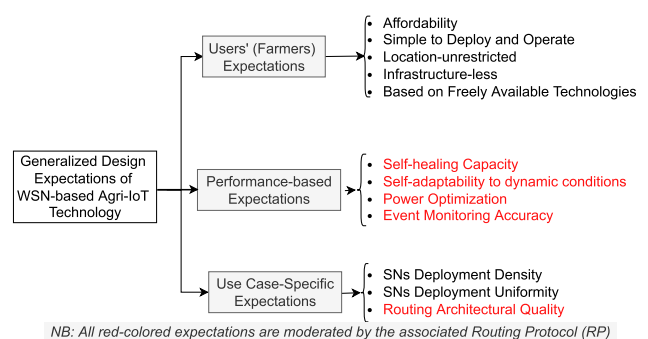 Generalized Design
Expectations of
WSN-based Agri-IoT
Technology
Users' (Farmers)
Expectations
• Affordability
• Simple to Deploy and Operate
• Location-unrestricted
• Infrastructure-less
• Based on Freely Available Technologies
Performance-based
Expectations
• Self-healing Capacity
• Self-adaptability to dynamic conditions
• Power Optimization
• Event Monitoring Accuracy
Use Case-Specific
Expectations
• SNs Deployment Density
• SNs Deployment Uniformity
• Routing Architectural Quality
NB: All red-colored expectations are moderated by the associated Routing Protocol (RP)